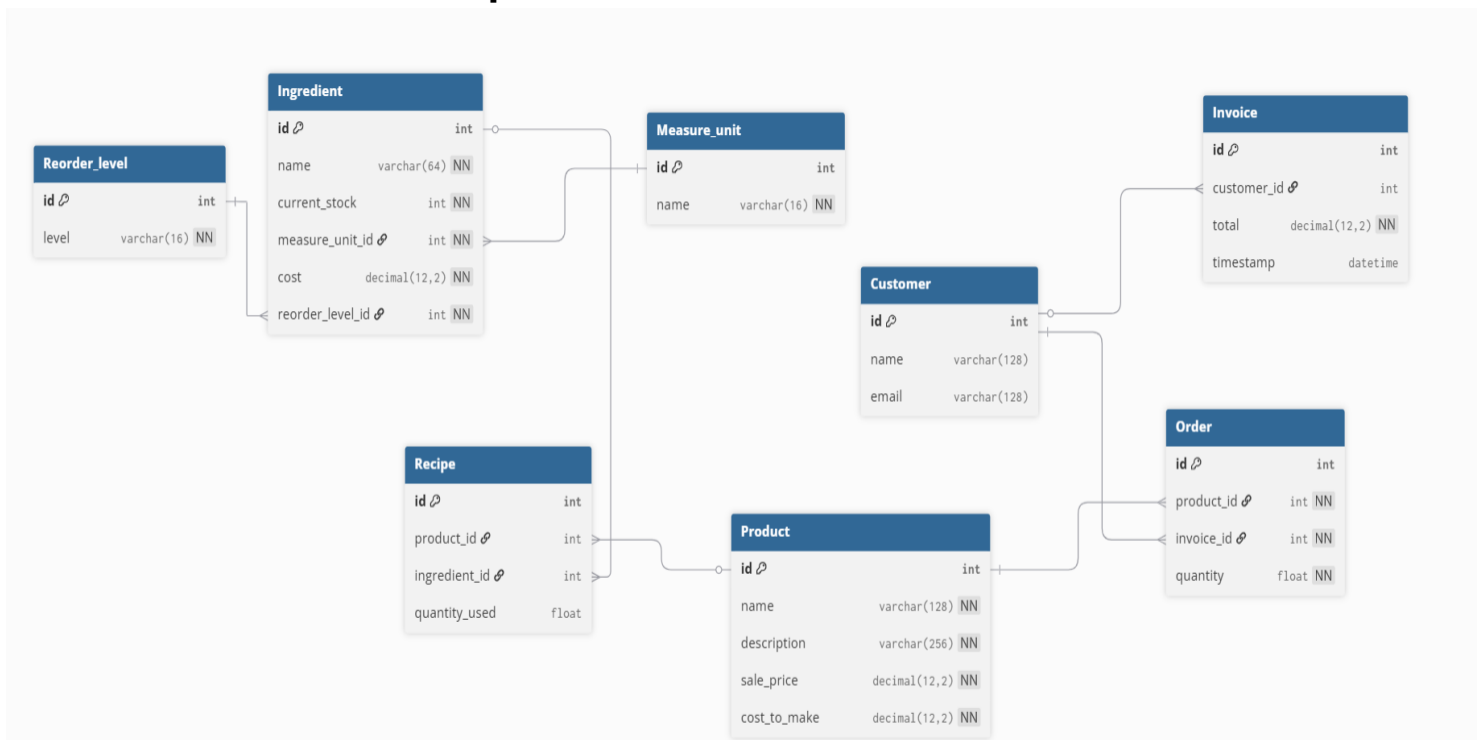 Reorder_level
id int
level varchar(16) NN
Ingredient
id int
name varchar(64) NN
current_stock int NN
measure_unit_id int NN
cost decimal(12,2) NN
reorder_level_id int NN
Measure_unit
id int
name varchar(16) NN
Invoice
id int
customer_id int
total decimal(12,2) NN
timestamp datetime
Customer
id int
name varchar(128)
email varchar(128)
Order
id int
product_id int NN
invoice_id int NN
quantity float NN
Recipe
id int
product_id int
ingredient_id int
quantity_used float
Product
id int
name varchar(128) NN
description varchar(256) NN
sale_price decimal(12,2) NN
cost_to_make decimal(12,2) NN